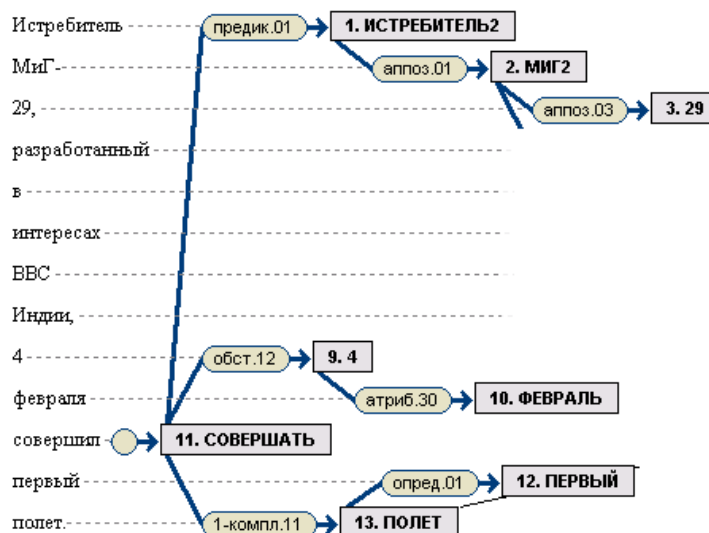 Истребитель предик.01 1. ИСТРЕБИТЕЛЬ2
МиГ- аппоз.01 2. МИГ2
29, аппоз.03 3. 29
разработанный
в
интересах
ВВС
Индии,
4 обст.12 9. 4
февраля атриб.30 10. ФЕВРАЛЬ
совершил 11. СОВЕРШАТЬ
первый опред.01 12. ПЕРВЫЙ
полет. 1-компл.11 13. ПОЛЕТ